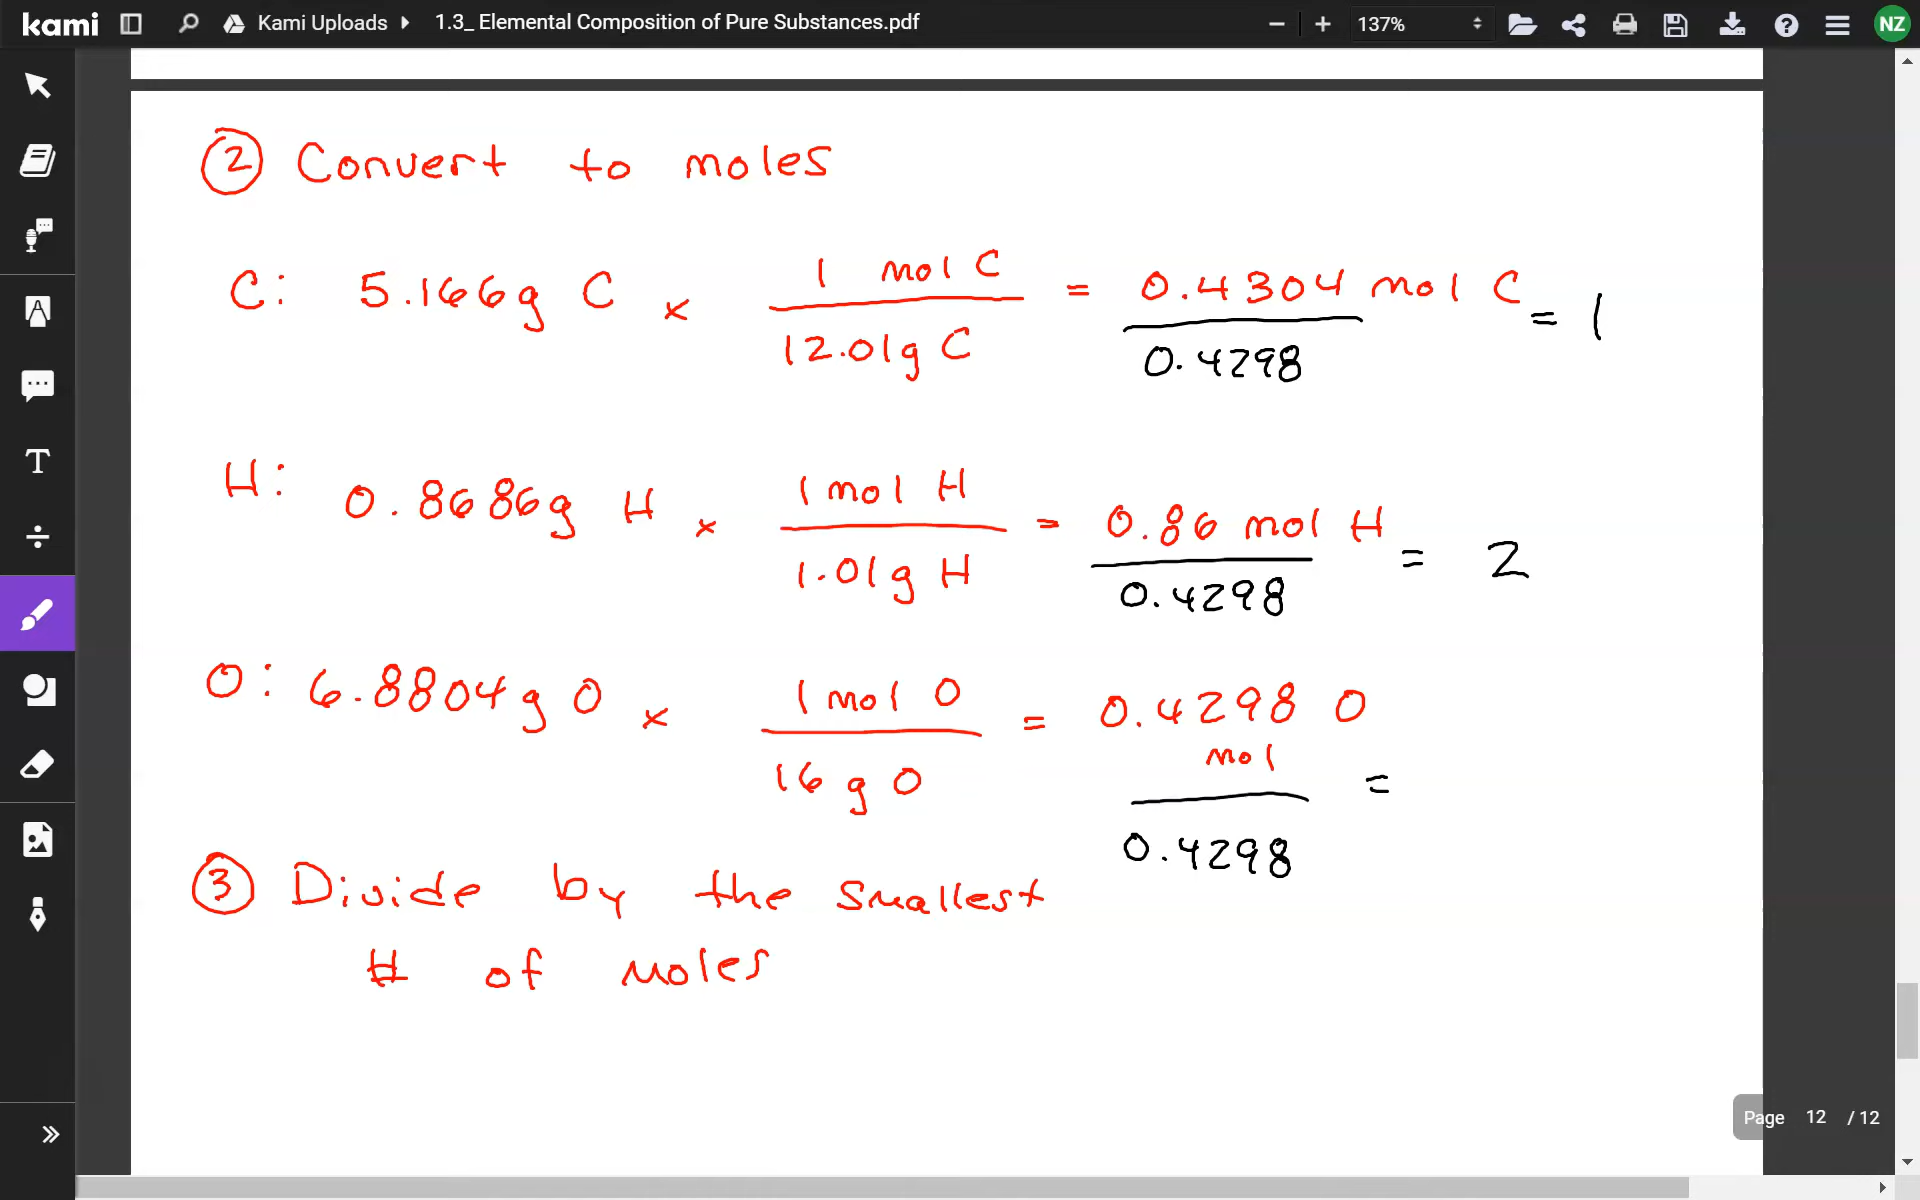 kami Kami Uploads 1.3_ Elemental Composition of Pure Substances.pdf 137% NZ
② Convert to moles
C: 5.166g C x 1 mol C / 12.01g C = 0.4304 mol C / 0.4298 = 1
H: 0.8686g H x 1 mol H / 1.01g H = 0.86 mol H / 0.4298 = 2
O: 6.8804g O x 1 mol O / 16 g O = 0.4298 O mol / 0.4298 =
③ Divide by the smallest
# of moles
Page 12 / 12